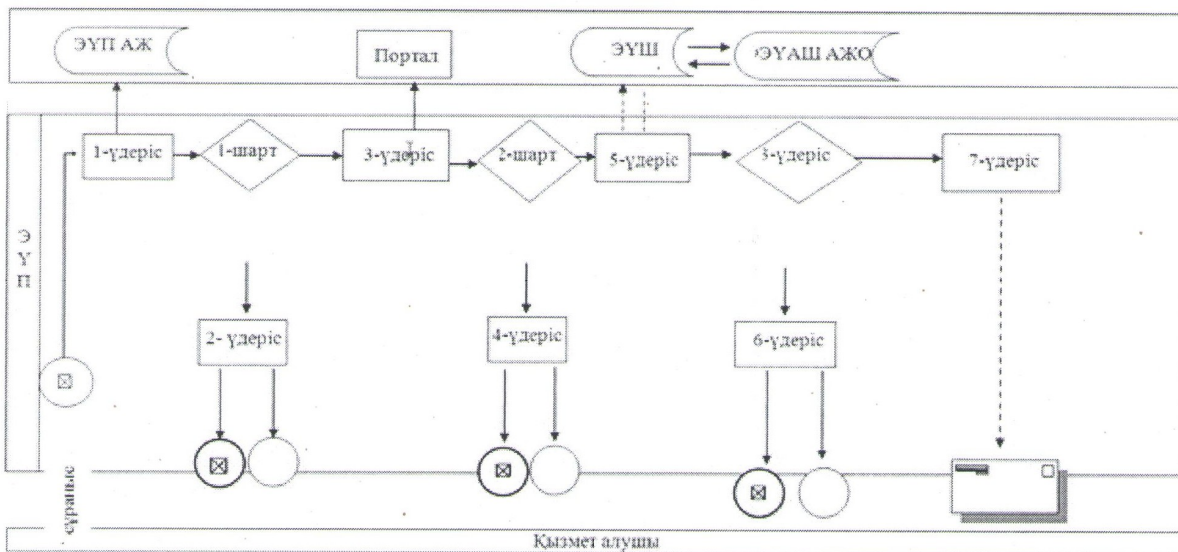 ЭҮП АЖ
Портал
ЭҮШ
ЭҮАШ АЖО
1-үдеріс
1-шарт
3-үдеріс
2-шарт
5-үдеріс
3-үдеріс
7-үдеріс
ЭҮП
2- үдеріс
4-үдеріс
6-үдеріс
сұраныс
Қызмет алушы